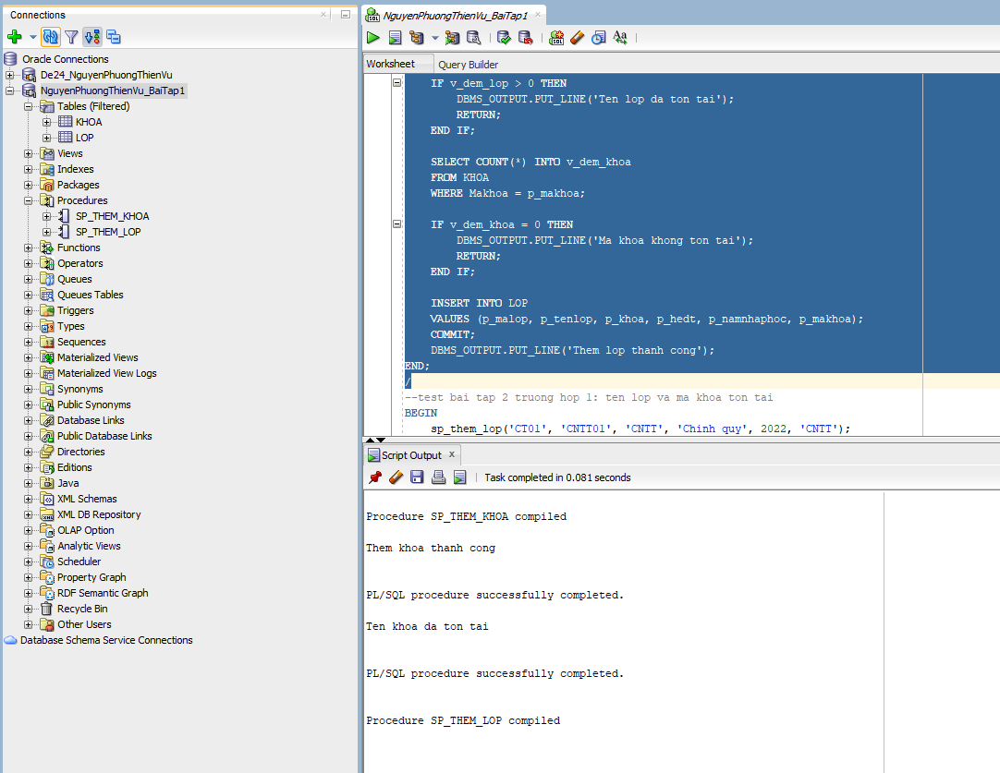 Connections
Oracle Connections
De24_NguyenPhuongThienVu
NguyenPhuongThienVu_BaiTap1
Tables (Filtered)
KHOA
LOP
Views
Indexes
Packages
Procedures
SP_THEM_KHOA
SP_THEM_LOP
Functions
Operators
Queues
Queues Tables
Triggers
Types
Sequences
Materialized Views
Materialized View Logs
Synonyms
Public Synonyms
Database Links
Public Database Links
Directories
Editions
Java
XML Schemas
XML DB Repository
OLAP Option
Analytic Views
Scheduler
Property Graph
RDF Semantic Graph
Recycle Bin
Other Users
Database Schema Service Connections
NguyenPhuongThienVu_BaiTap1
Worksheet Query Builder
IF v_dem_lop > 0 THEN
DBMS_OUTPUT.PUT_LINE('Ten lop da ton tai');
RETURN;
END IF;
SELECT COUNT(*) INTO v_dem_khoa
FROM KHOA
WHERE Makhoa = p_makhoa;
IF v_dem_khoa = 0 THEN
DBMS_OUTPUT.PUT_LINE('Ma khoa khong ton tai');
RETURN;
END IF;
INSERT INTO LOP
VALUES (p_malop, p_tenlop, p_khoa, p_hedt, p_namnhaphoc, p_makhoa);
COMMIT;
DBMS_OUTPUT.PUT_LINE('Them lop thanh cong');
END;
/
--test bai tap 2 truong hop 1: ten lop va ma khoa ton tai
BEGIN
sp_them_lop('CT01', 'CNTT01', 'CNTT', 'Chinh quy', 2022, 'CNTT');
Script Output x
Task completed in 0.081 seconds
Procedure SP_THEM_KHOA compiled
Them khoa thanh cong
PL/SQL procedure successfully completed.
Ten khoa da ton tai
PL/SQL procedure successfully completed.
Procedure SP_THEM_LOP compiled